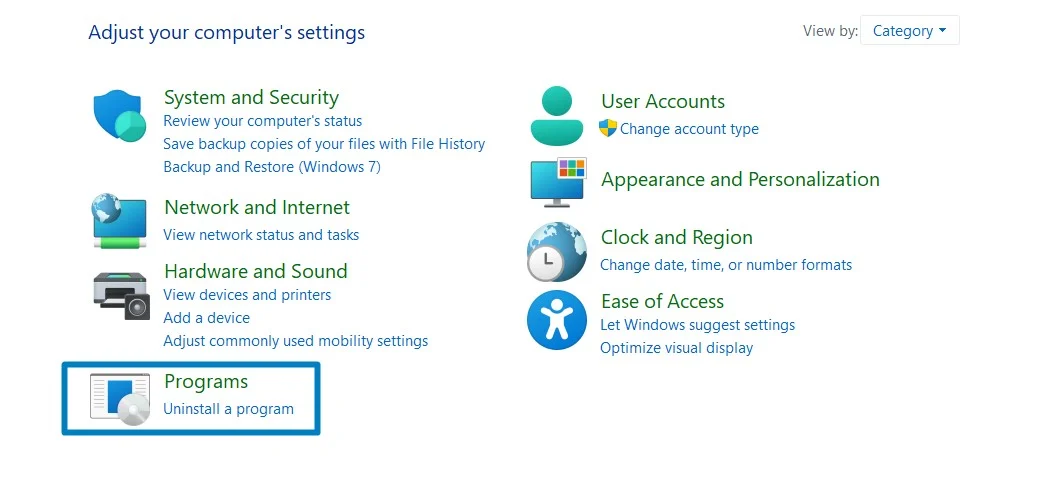 Adjust your computer's settings
View by: Category
System and Security
Review your computer's status
Save backup copies of your files with File History
Backup and Restore (Windows 7)
Network and Internet
View network status and tasks
Hardware and Sound
View devices and printers
Add a device
Adjust commonly used mobility settings
Programs
Uninstall a program
User Accounts
Change account type
Appearance and Personalization
Clock and Region
Change date, time, or number formats
Ease of Access
Let Windows suggest settings
Optimize visual display